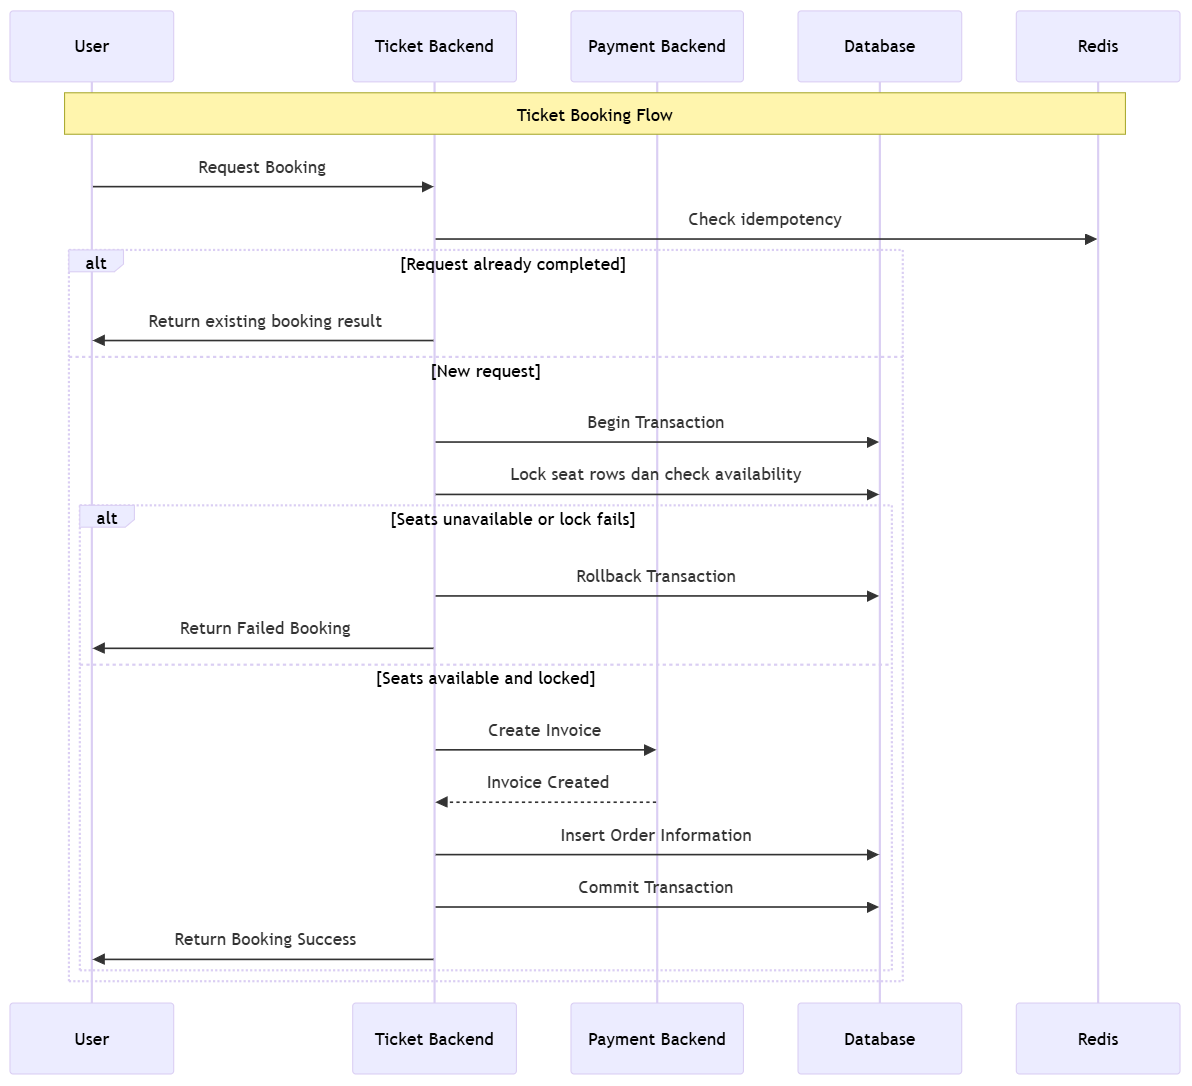 User
Ticket Backend
Payment Backend
Database
Redis
Ticket Booking Flow
Request Booking
Check idempotency
alt
[Request already completed]
Return existing booking result
[New request]
Begin Transaction
Lock seat rows dan check availability
alt
[Seats unavailable or lock fails]
Rollback Transaction
Return Failed Booking
[Seats available and locked]
Create Invoice
Invoice Created
Insert Order Information
Commit Transaction
Return Booking Success
User
Ticket Backend
Payment Backend
Database
Redis